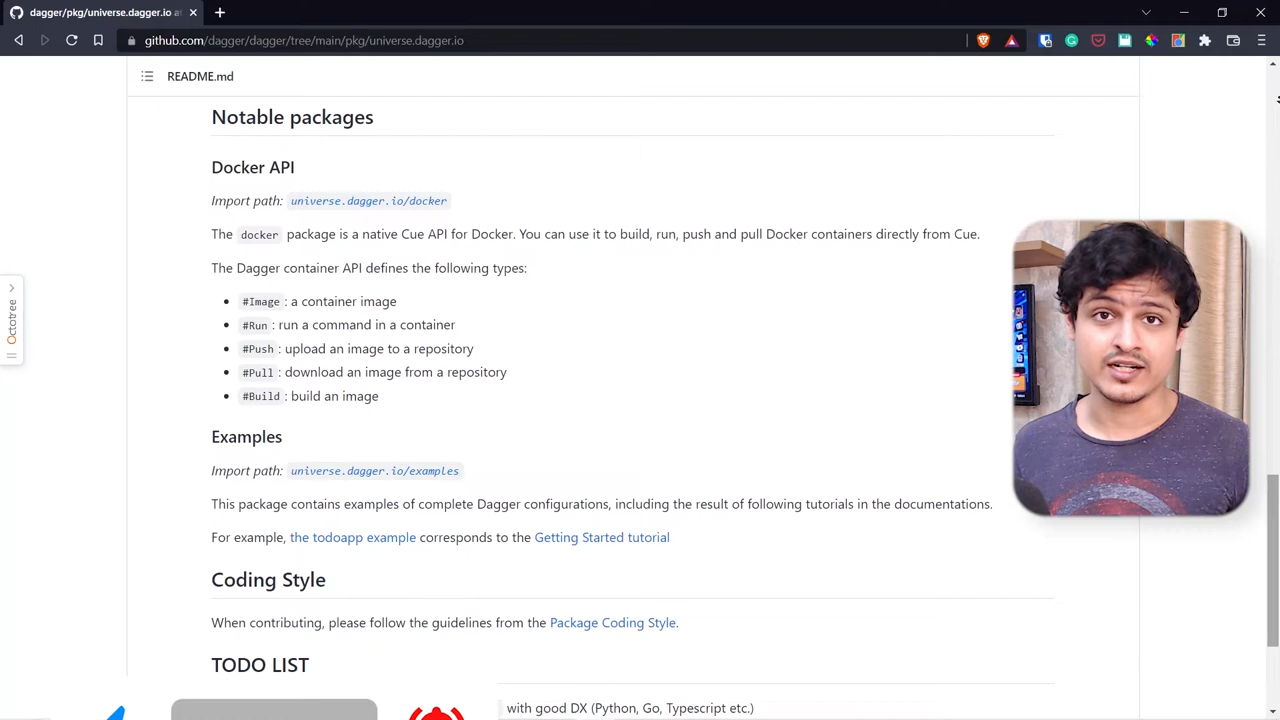 dagger/pkg/universe.dagger.io at
github.com/dagger/dagger/tree/main/pkg/universe.dagger.io
README.md
Notable packages
Docker API
Import path: universe.dagger.io/docker
The docker package is a native Cue API for Docker. You can use it to build, run, push and pull Docker containers directly from Cue.
The Dagger container API defines the following types:
#Image : a container image
#Run : run a command in a container
#Push : upload an image to a repository
#Pull : download an image from a repository
#Build : build an image
Octotree
Examples
Import path: universe.dagger.io/examples
This package contains examples of complete Dagger configurations, including the result of following tutorials in the documentations.
For example, the todoapp example corresponds to the Getting Started tutorial
Coding Style
When contributing, please follow the guidelines from the Package Coding Style.
TODO LIST
with good DX (Python, Go, Typescript etc.)